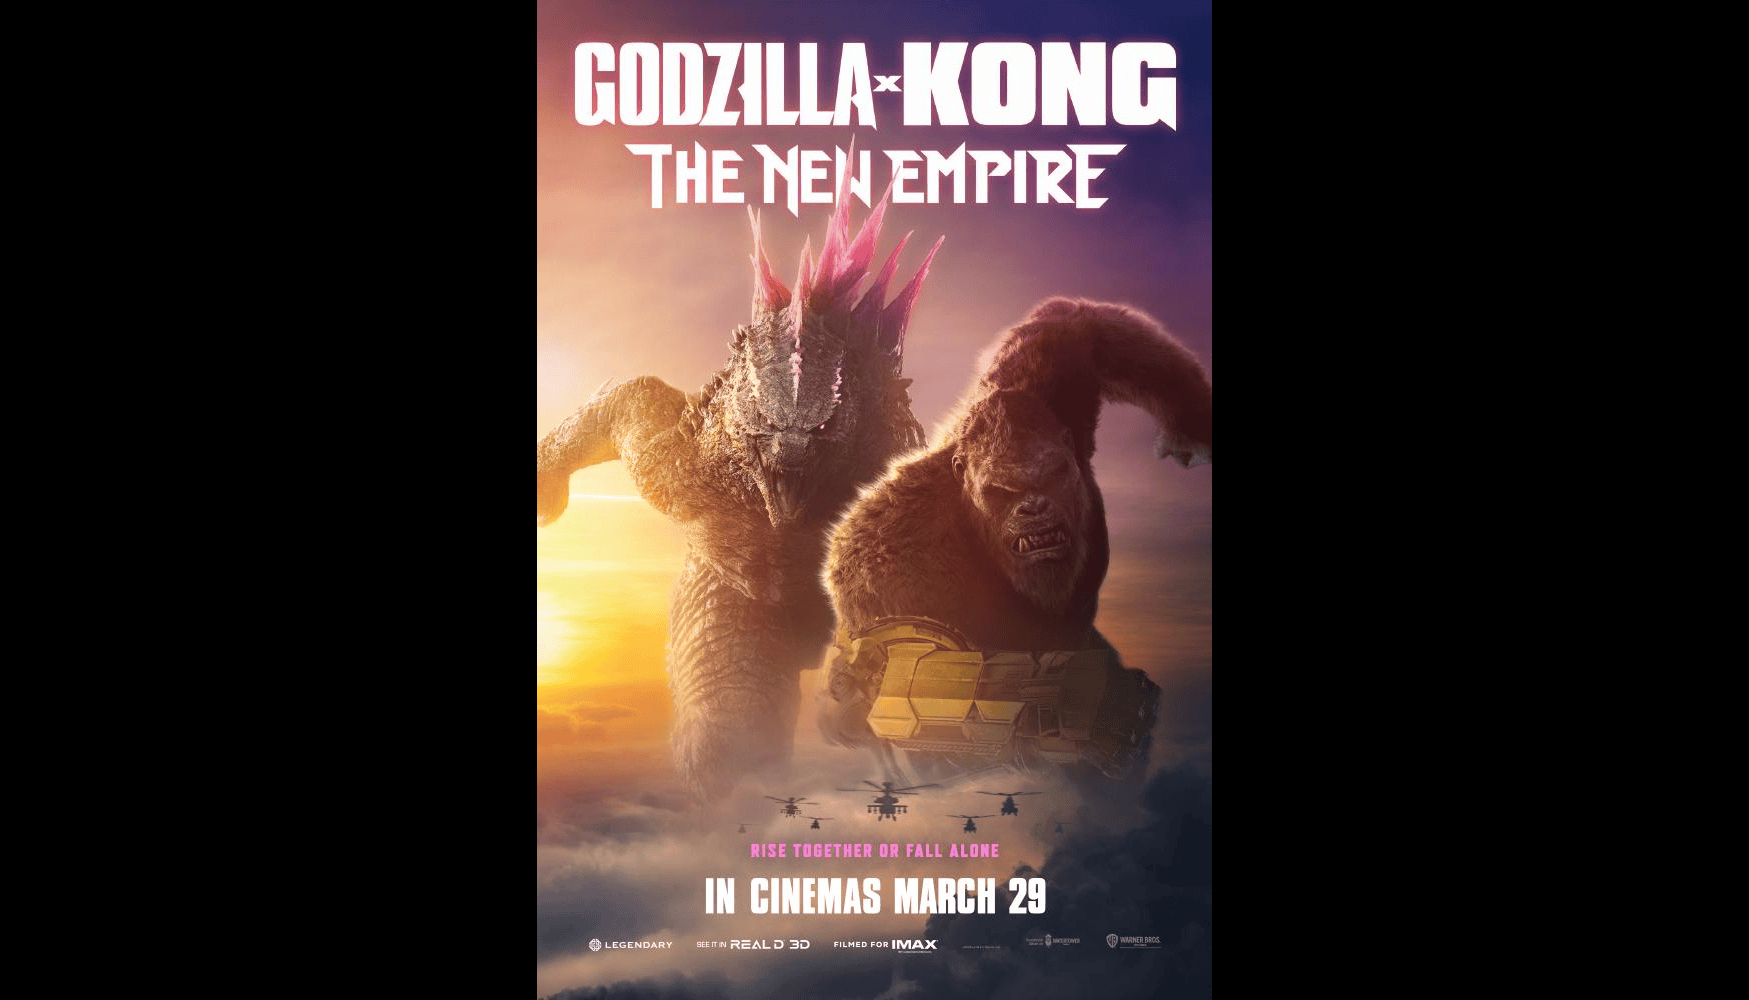 GODZILLA x KONG
THE NEW EMPIRE
RISE TOGETHER OR FALL ALONE
IN CINEMAS MARCH 29
LEGENDARY
SEE IT IN REAL D 3D
FILMED FOR IMAX
WARNER BROS.